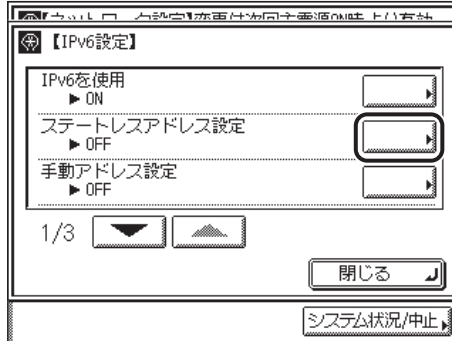 【IPv6設定】
IPv6を使用
▶ ON
ステートレスアドレス設定
▶ OFF
手動アドレス設定
▶ OFF
1/3
閉じる
システム状況/中止